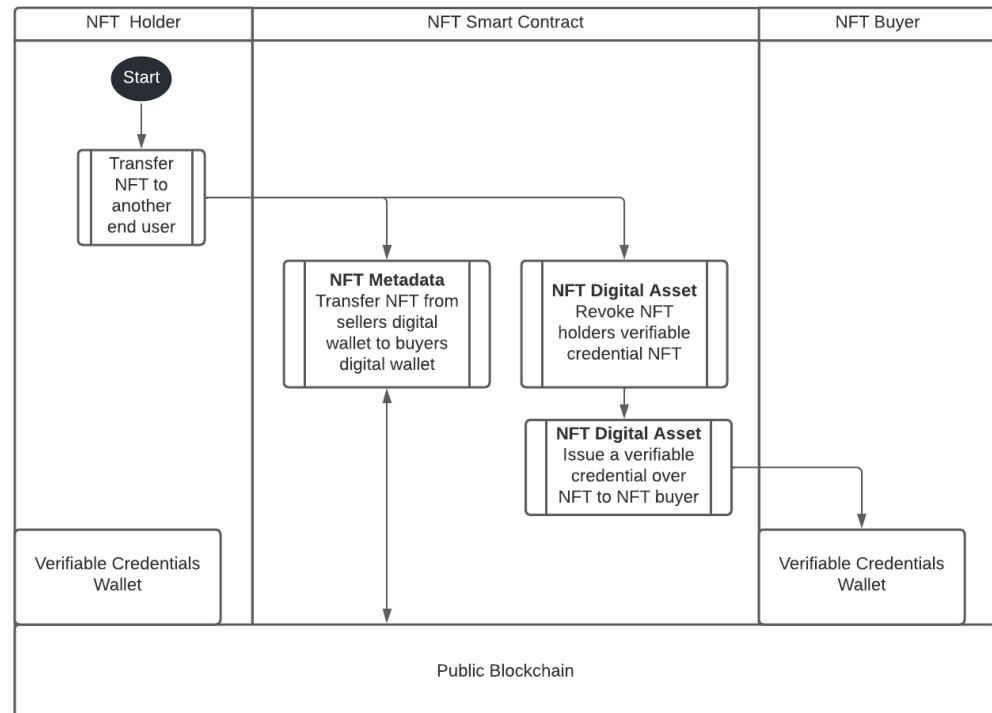 NFT  Holder
NFT Smart Contract
NFT Buyer
Start
Transfer
NFT to
another
end user
NFT Metadata
Transfer NFT from
sellers digital
wallet to buyers
digital wallet
NFT Digital Asset
Revoke NFT
holders verifiable
credential NFT
NFT Digital Asset
Issue a verifiable
credential over
NFT to NFT buyer
Verifiable Credentials
Wallet
Verifiable Credentials
Wallet
Public Blockchain